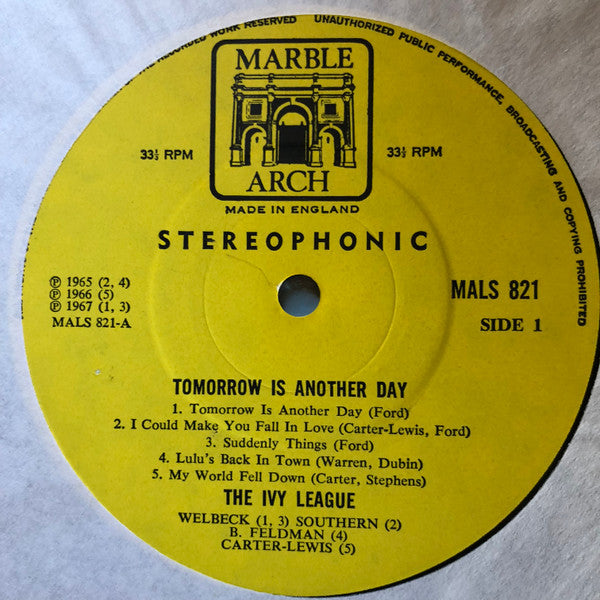 RECORDED WORK RESERVED UNAUTHORIZED PUBLIC PERFORMANCE, BROADCASTING AND COPYING PROHIBITED
MARBLE
ARCH
33⅓ RPM 33⅓ RPM
MADE IN ENGLAND
STEREOPHONIC
℗ 1965 (2, 4)
℗ 1966 (5)
℗ 1967 (1, 3)
MALS 821-A
MALS 821
SIDE 1
TOMORROW IS ANOTHER DAY
1. Tomorrow Is Another Day (Ford)
2. I Could Make You Fall In Love (Carter-Lewis, Ford)
3. Suddenly Things (Ford)
4. Lulu's Back In Town (Warren, Dubin)
5. My World Fell Down (Carter, Stephens)
THE IVY LEAGUE
WELBECK (1, 3) SOUTHERN (2)
B. FELDMAN (4)
CARTER-LEWIS (5)